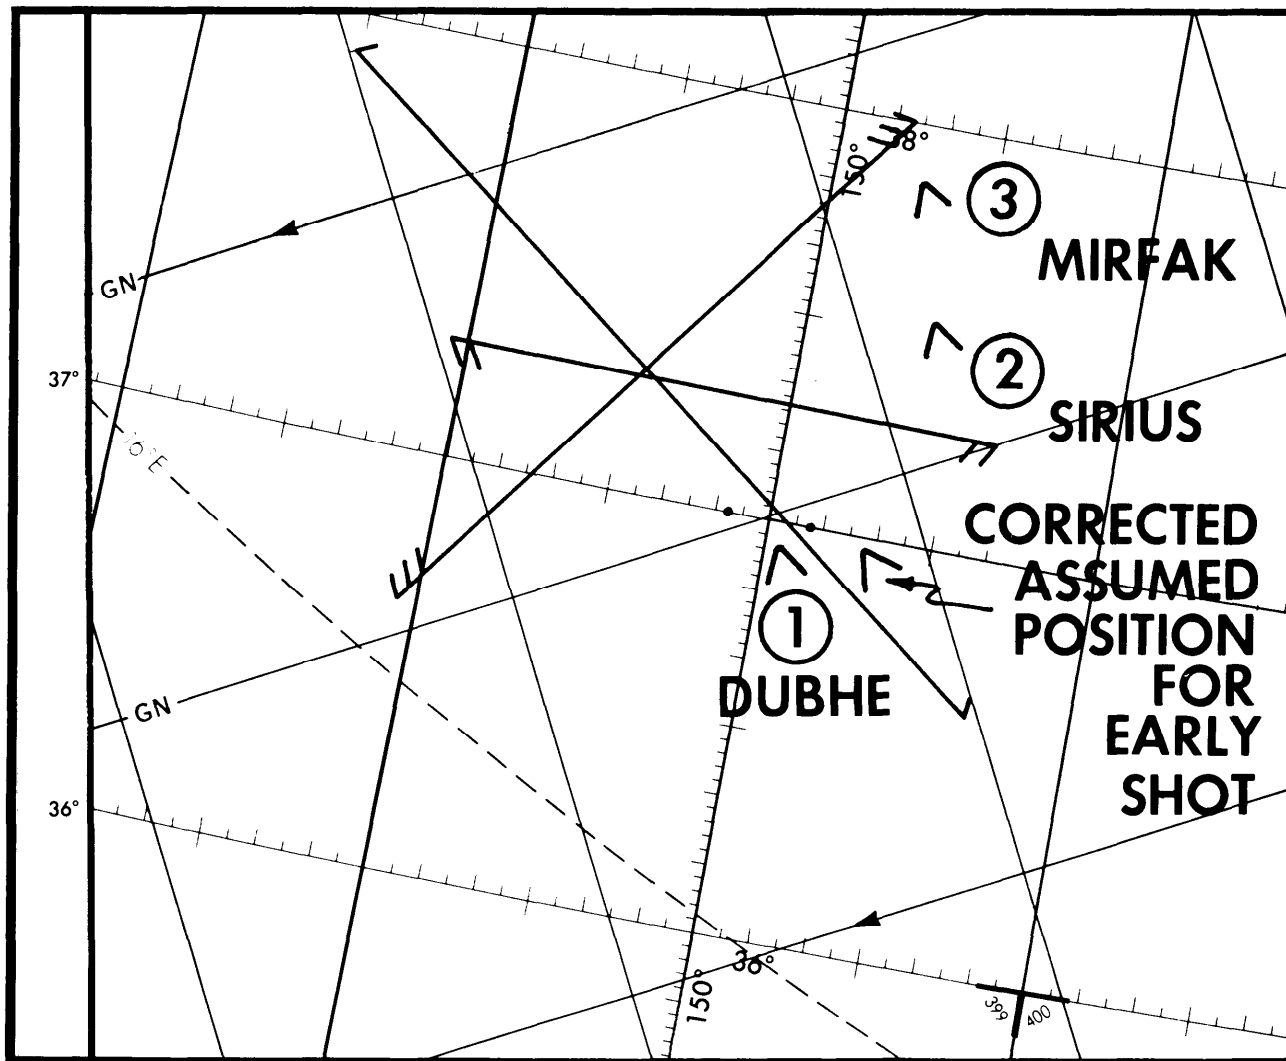 38°
150°
3
MIRFAK
GN
37°
2
SIRIUS
CORRECTED
ASSUMED
POSITION
FOR
EARLY
SHOT
1
DUBHE
GN
36°
36°
150°
399
400